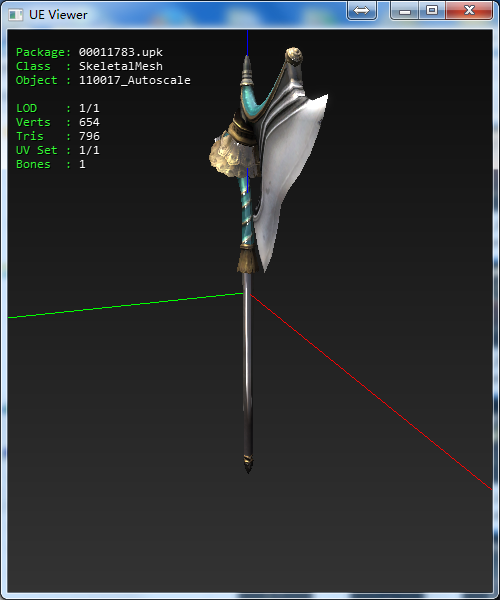 UE Viewer
Package: 00011783.upk
Class  : SkeletalMesh
Object : 110017_Autoscale
LOD    : 1/1
Verts  : 654
Tris   : 796
UV Set : 1/1
Bones  : 1